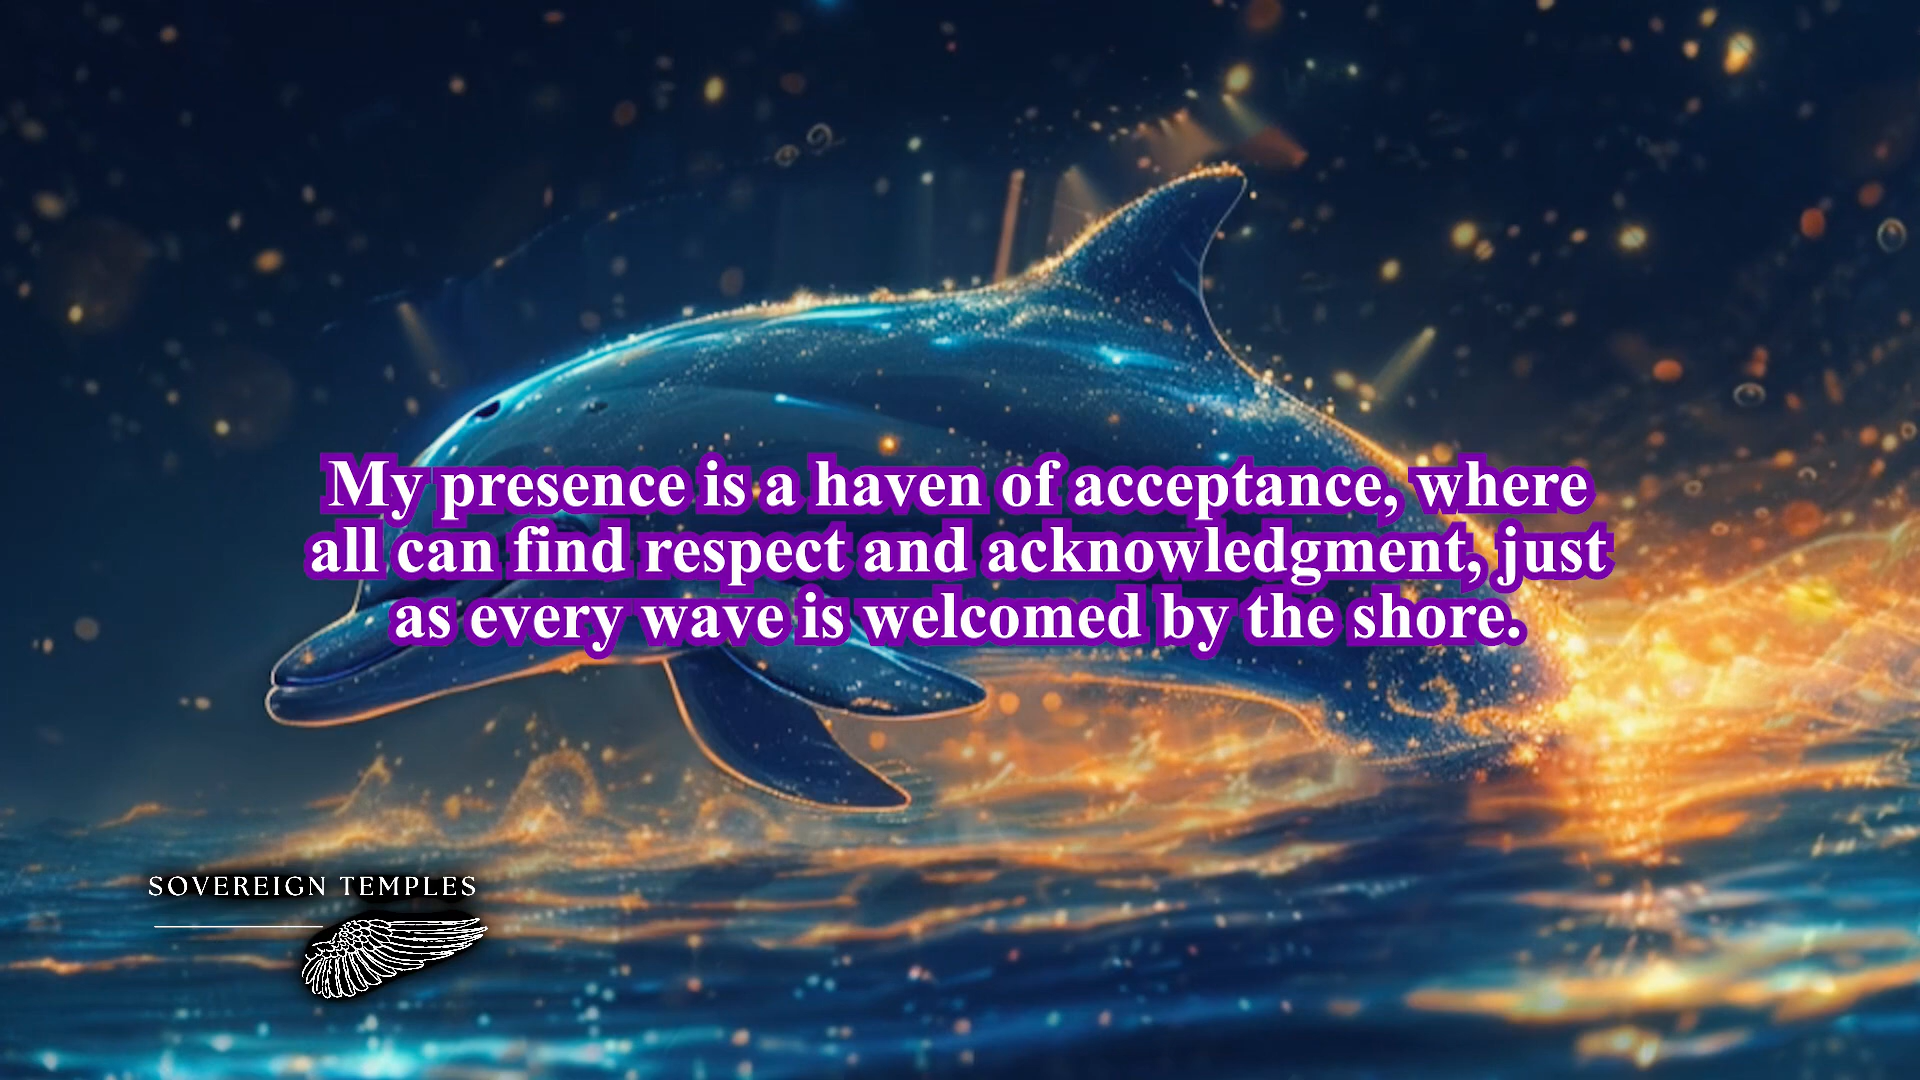 My presence is a haven of acceptance, where
all can find respect and acknowledgment, just
as every wave is welcomed by the shore.
SOVEREIGN TEMPLES